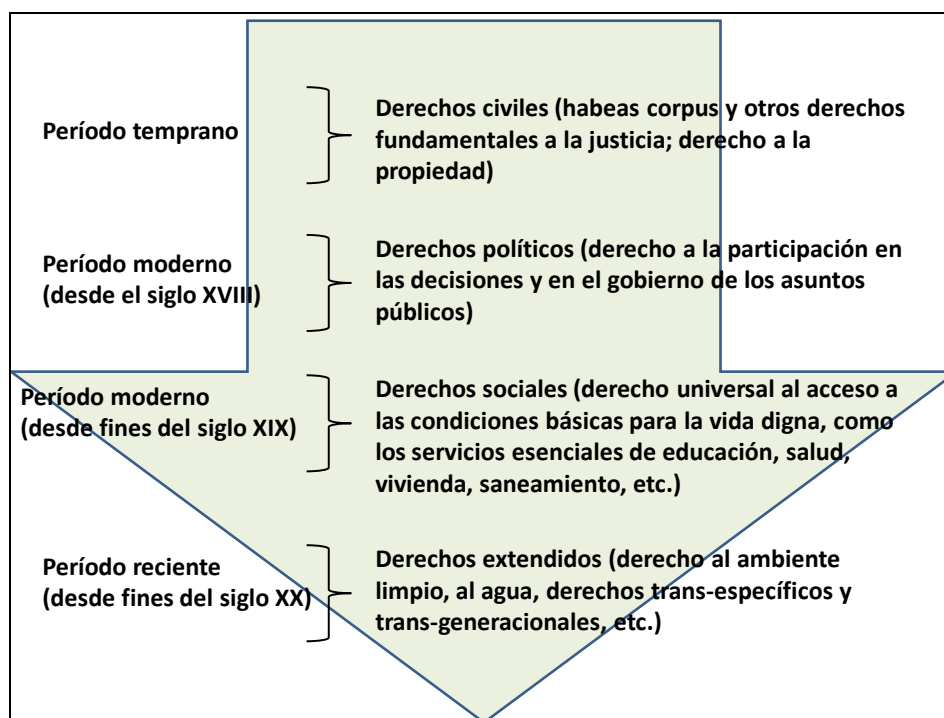 Período temprano
Derechos civiles (habeas corpus y otros derechos
fundamentales a la justicia; derecho a la
propiedad)
Período moderno
(desde el siglo XVIII)
Derechos políticos (derecho a la participación en
las decisiones y en el gobierno de los asuntos
públicos)
Período moderno
(desde fines del siglo XIX)
Derechos sociales (derecho universal al acceso a
las condiciones básicas para la vida digna, como
los servicios esenciales de educación, salud,
vivienda, saneamiento, etc.)
Período reciente
(desde fines del siglo XX)
Derechos extendidos (derecho al ambiente
limpio, al agua, derechos trans-específicos y
trans-generacionales, etc.)